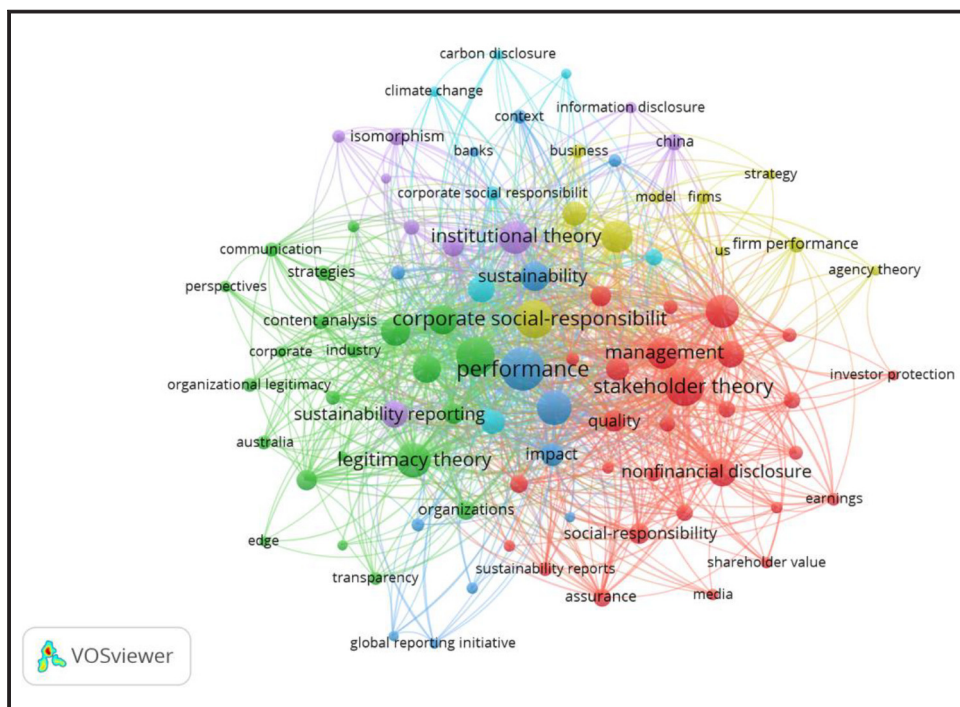 carbon disclosure
climate change
information disclosure
context
isomorphism
china
banks
business
strategy
corporate social responsibilit
model
firms
institutional theory
communication
us
firm performance
strategies
sustainability
agency theory
perspectives
content analysis
corporate social-responsibilit
corporate
industry
management
performance
investor protection
organizational legitimacy
stakeholder theory
sustainability reporting
quality
australia
legitimacy theory
impact
nonfinancial disclosure
earnings
organizations
social-responsibility
edge
shareholder value
transparency
sustainability reports
assurance
media
global reporting initiative
VOSviewer